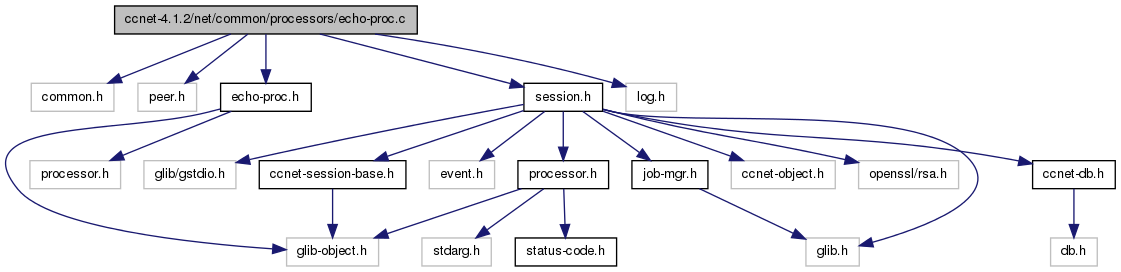 ccnet-4.1.2/net/common/processors/echo-proc.c
common.h
peer.h
echo-proc.h
session.h
log.h
processor.h
glib/gstdio.h
ccnet-session-base.h
event.h
processor.h
job-mgr.h
ccnet-object.h
openssl/rsa.h
ccnet-db.h
glib-object.h
stdarg.h
status-code.h
glib.h
db.h